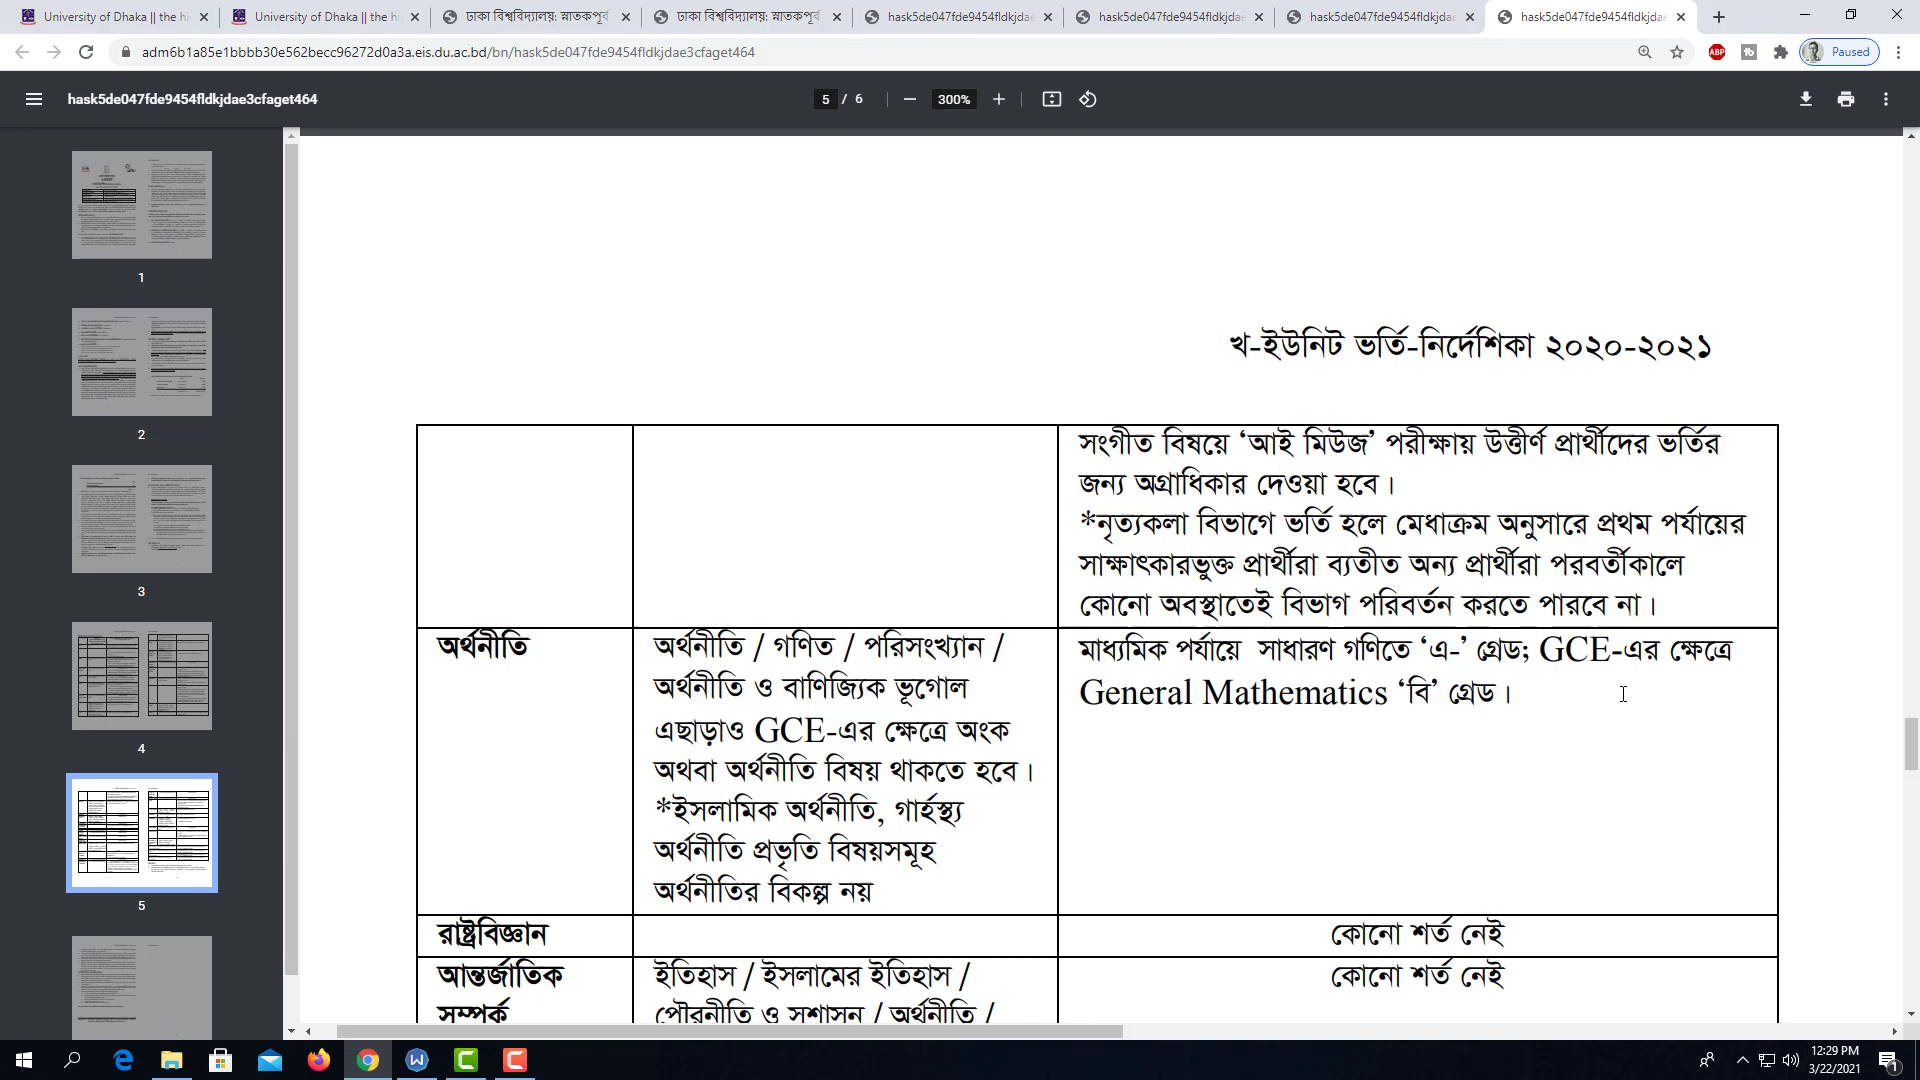 University of Dhaka || the h
University of Dhaka || the h
ঢাকা বিশ্ববিদ্যালয়: স্নাতকপূর্ব
ঢাকা বিশ্ববিদ্যালয়: স্নাতকপূর্ব
hask5de047fde9454fldkjdae
hask5de047fde9454fldkjdae
hask5de047fde9454fldkjdae
hask5de047fde9454fldkjdae
adm6b1a85e1bbbb30e562becc96272d0a3a.eis.du.ac.bd/bn/hask5de047fde9454fldkjdae3cfaget464
ABP
Paused
hask5de047fde9454fldkjdae3cfaget464
5 / 6
300%
1
2
3
4
5
খ-ইউনিট ভর্তি-নির্দেশিকা ২০২০-২০২১
সংগীত বিষয়ে ‘আই মিউজ’ পরীক্ষায় উত্তীর্ণ প্রার্থীদের ভর্তির
জন্য অগ্রাধিকার দেওয়া হবে।
*নৃত্যকলা বিভাগে ভর্তি হলে মেধাক্রম অনুসারে প্রথম পর্যায়ের
সাক্ষাৎকারভুক্ত প্রার্থীরা ব্যতীত অন্য প্রার্থীরা পরবর্তীকালে
কোনো অবস্থাতেই বিভাগ পরিবর্তন করতে পারবে না।
অর্থনীতি
অর্থনীতি / গণিত / পরিসংখ্যান /
অর্থনীতি ও বাণিজ্যিক ভূগোল
এছাড়াও GCE-এর ক্ষেত্রে অংক
অথবা অর্থনীতি বিষয় থাকতে হবে।
*ইসলামিক অর্থনীতি, গার্হস্থ্য
অর্থনীতি প্রভৃতি বিষয়সমূহ
অর্থনীতির বিকল্প নয়
মাধ্যমিক পর্যায়ে সাধারণ গণিতে ‘এ-’ গ্রেড; GCE-এর ক্ষেত্রে
General Mathematics ‘বি’ গ্রেড।
রাষ্ট্রবিজ্ঞান
কোনো শর্ত নেই
আন্তর্জাতিক
সম্পর্ক
ইতিহাস / ইসলামের ইতিহাস /
পৌরনীতি ও সুশাসন / অর্থনীতি /
কোনো শর্ত নেই
12:29 PM
3/22/2021
1